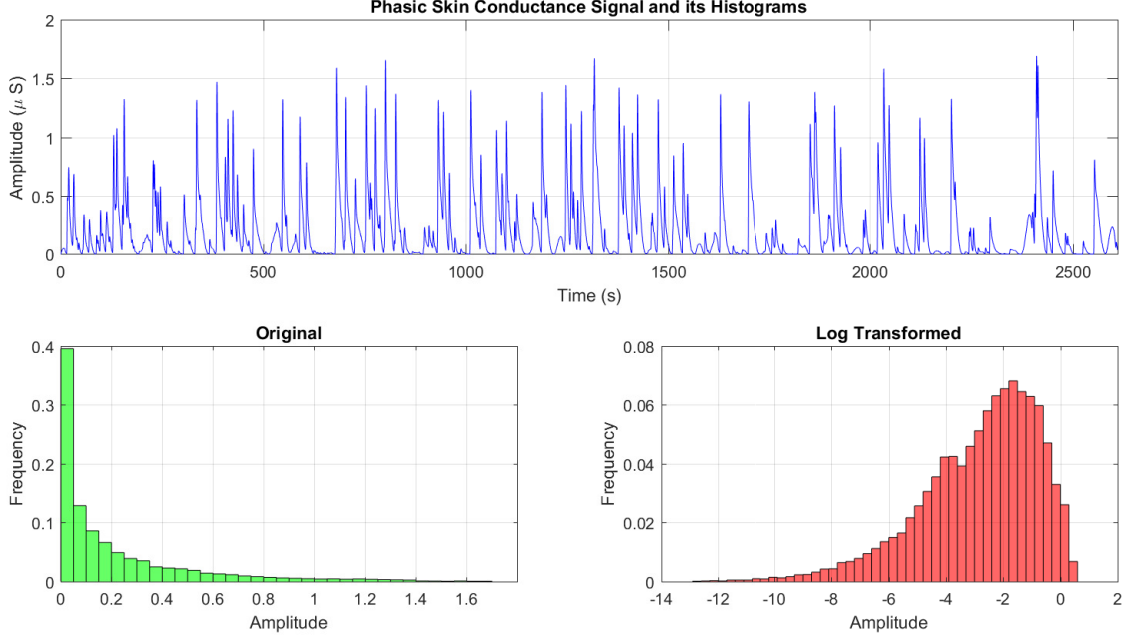 Phasic Skin Conductance Signal and its Histograms
Amplitude (μ S)
2
1.5
1
0.5
0
0 500 1000 1500 2000 2500
Time (s)
Original
Frequency
0.4
0.3
0.2
0.1
0
0 0.2 0.4 0.6 0.8 1 1.2 1.4 1.6
Amplitude
Log Transformed
Frequency
0.08
0.06
0.04
0.02
0
-14 -12 -10 -8 -6 -4 -2 0 2
Amplitude